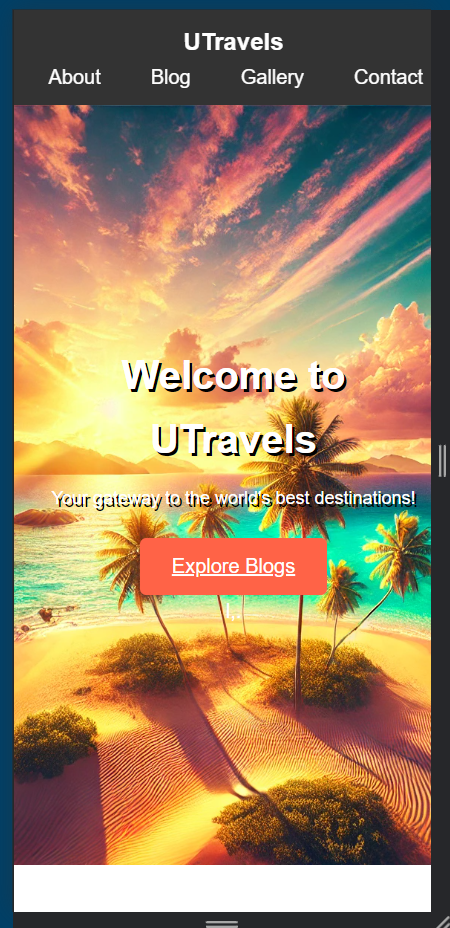 UTravels
About Blog Gallery Contact
Welcome to
UTravels
Your gateway to the world's best destinations!
Explore Blogs